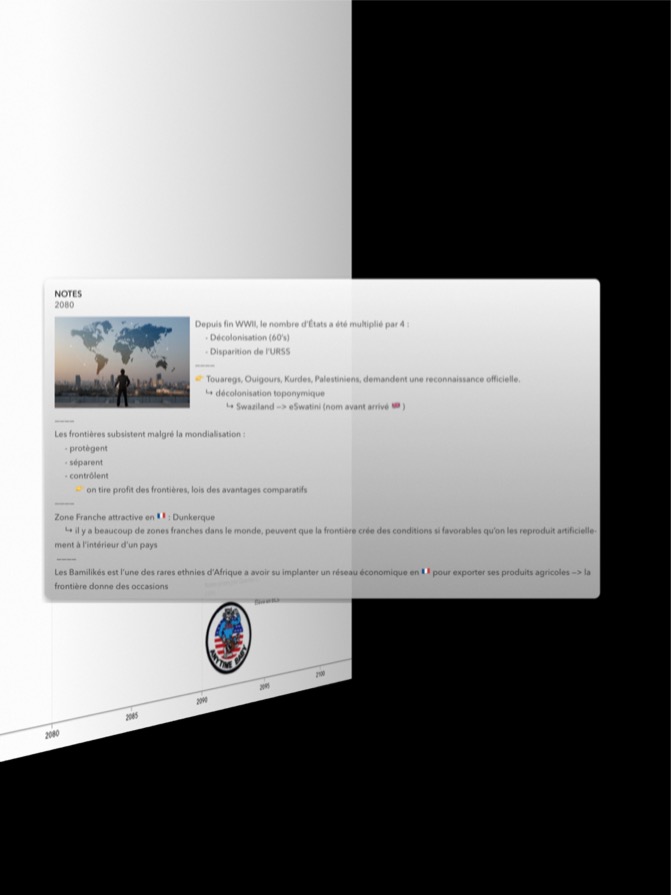 NOTES
2080
Depuis fin WWII, le nombre d'États a été multiplié par 4 :
- Décolonisation (60's)
- Disparition de l'URSS
-------
👉 Touaregs, Ouigours, Kurdes, Palestiniens, demandent une reconnaissance officielle.
↪ décolonisation toponymique
↪ Swaziland -–> eSwatini (nom avant arrivé 🇬🇧 )
-------
Les frontières subsistent malgré la mondialisation :
- protègent
- séparent
- contrôlent
👉 on tire profit des frontières, lois des avantages comparatifs
-------
Zone Franche attractive en 🇫🇷 : Dunkerque
↪ il y a beaucoup de zones franches dans le monde, peuvent que la frontière crée des conditions si favorables qu'on les reproduit artificielle-
ment à l'intérieur d'un pays
-------
Les Bamilikés est l'une des rares ethnies d'Afrique a avoir su implanter un réseau économique en 🇫🇷 pour exporter ses produits agricoles -–> la
frontière donne des occasions
ANYTIME BABY
2080
2085
2090
2095
2100